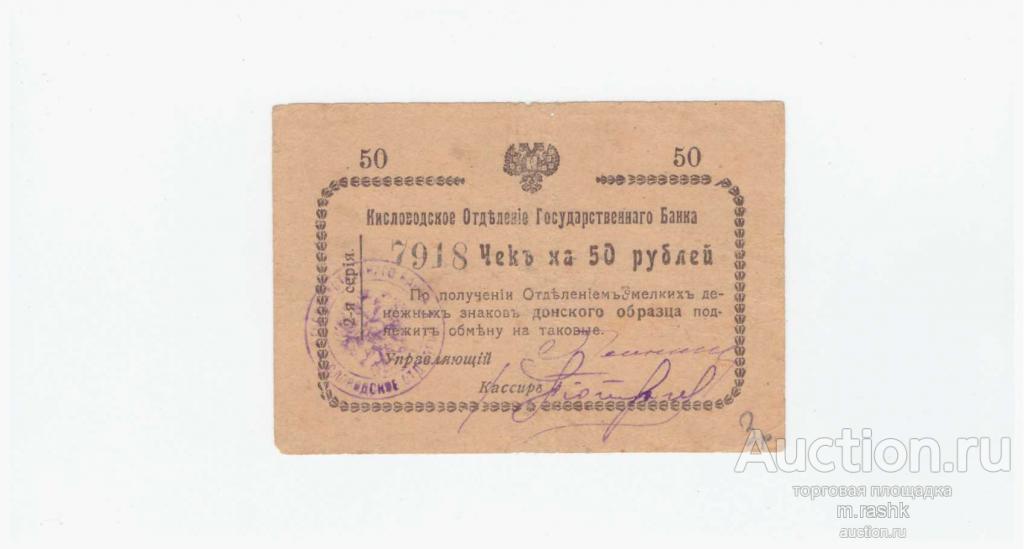 50
50
Кисловодское Отдѣленіе Государственнаго Банка
2-я серія.
7918 Чекъ на 50 рублей
По полученіи Отдѣленіемъ мелких де-
нежныхъ знаковъ донского образца под-
лежитъ обмѣну на таковые.
Управляющій
Кассиръ
Auction.ru
торговая площадка
m.rashk
auction.ru